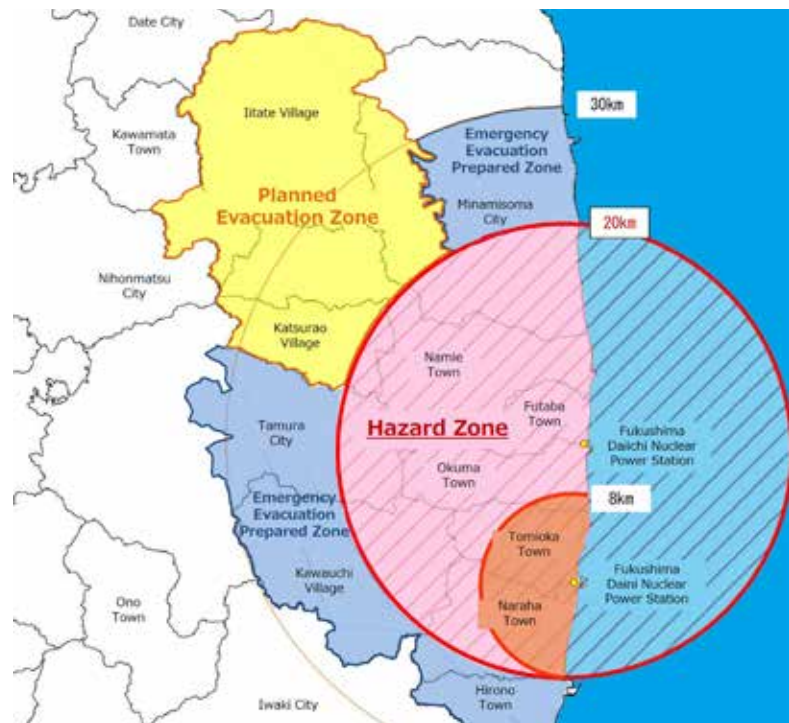 Date City
30km
Iitate Village
Kawamata
Town
Emergency
Evacuation
Prepared Zone
Planned
Evacuation Zone
Minamisoma
City
20km
Nihonmatsu
City
Katsurao
Village
Namie
Town
Futaba
Town
Hazard Zone
Tamura
City
Fukushima
Daiichi Nuclear
Power Station
Okuma
Town
8km
Emergency
Evacuation
Prepared Zone
Tomioka
Town
Kawauchi
Village
Fukushima
Daini Nuclear
Power Station
Ono
Town
Naraha
Town
Hirono
Town
Iwaki City